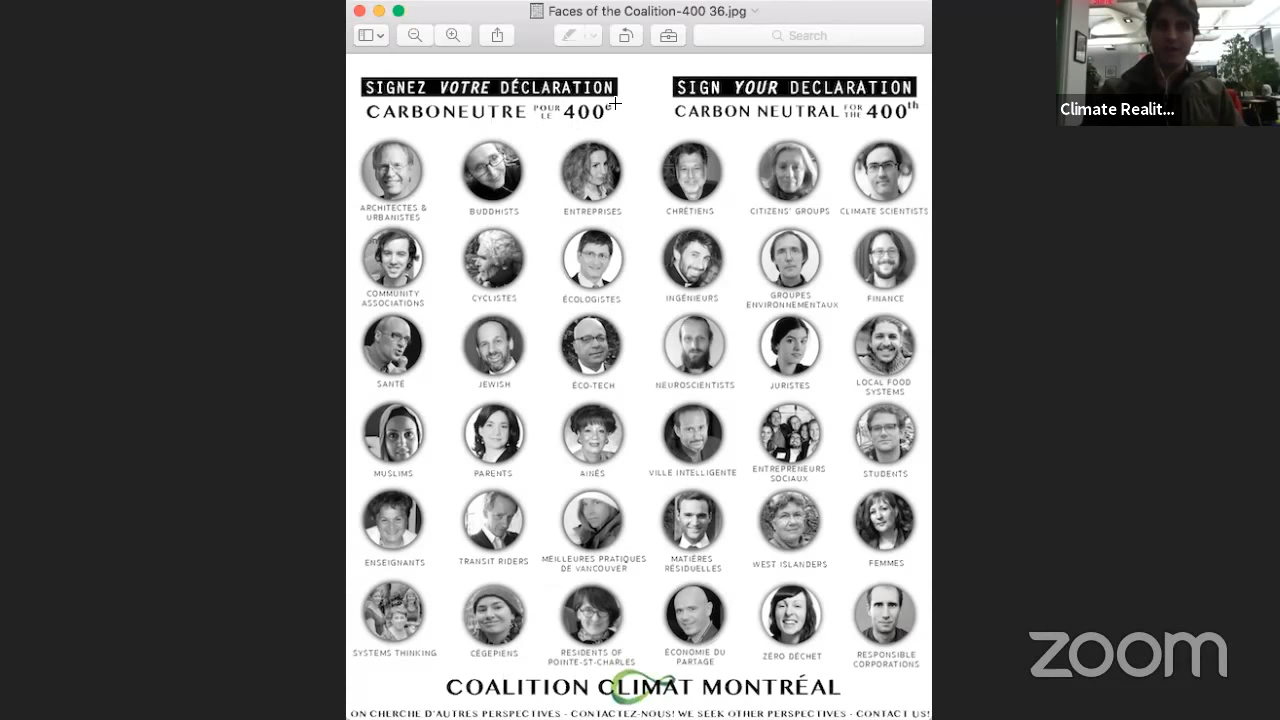 Faces of the Coalition-400 36.jpg
Search
Climate Realit...
SIGNEZ VOTRE DÉCLARATION
CARBONEUTRE POUR LE 400e
SIGN YOUR DECLARATION
CARBON NEUTRAL FOR THE 400th
ARCHITECTES & URBANISTES
BUDDHISTS
ENTREPRISES
CHRÉTIENS
CITIZENS' GROUPS
CLIMATE SCIENTISTS
COMMUNITY ASSOCIATIONS
CYCLISTES
ÉCOLOGISTES
INGÉNIEURS
GROUPES ENVIRONNEMENTAUX
FINANCE
SANTÉ
JEWISH
ÉCO-TECH
NEUROSCIENTISTS
JURISTES
LOCAL FOOD SYSTEMS
MUSLIMS
PARENTS
AINÉS
VILLE INTELLIGENTE
ENTREPRENEURS SOCIAUX
STUDENTS
ENSEIGNANTS
TRANSIT RIDERS
MEILLEURES PRATIQUES DE VANCOUVER
MATIÈRES RÉSIDUELLES
WEST ISLANDERS
FEMMES
SYSTEMS THINKING
CÉGEPIENS
RESIDENTS OF POINTE-ST-CHARLES
ÉCONOMIE DU PARTAGE
ZÉRO DÉCHET
RESPONSIBLE CORPORATIONS
COALITION CLIMAT MONTRÉAL
ON CHERCHE D'AUTRES PERSPECTIVES - CONTACTEZ-NOUS! WE SEEK OTHER PERSPECTIVES - CONTACT US!
zoom